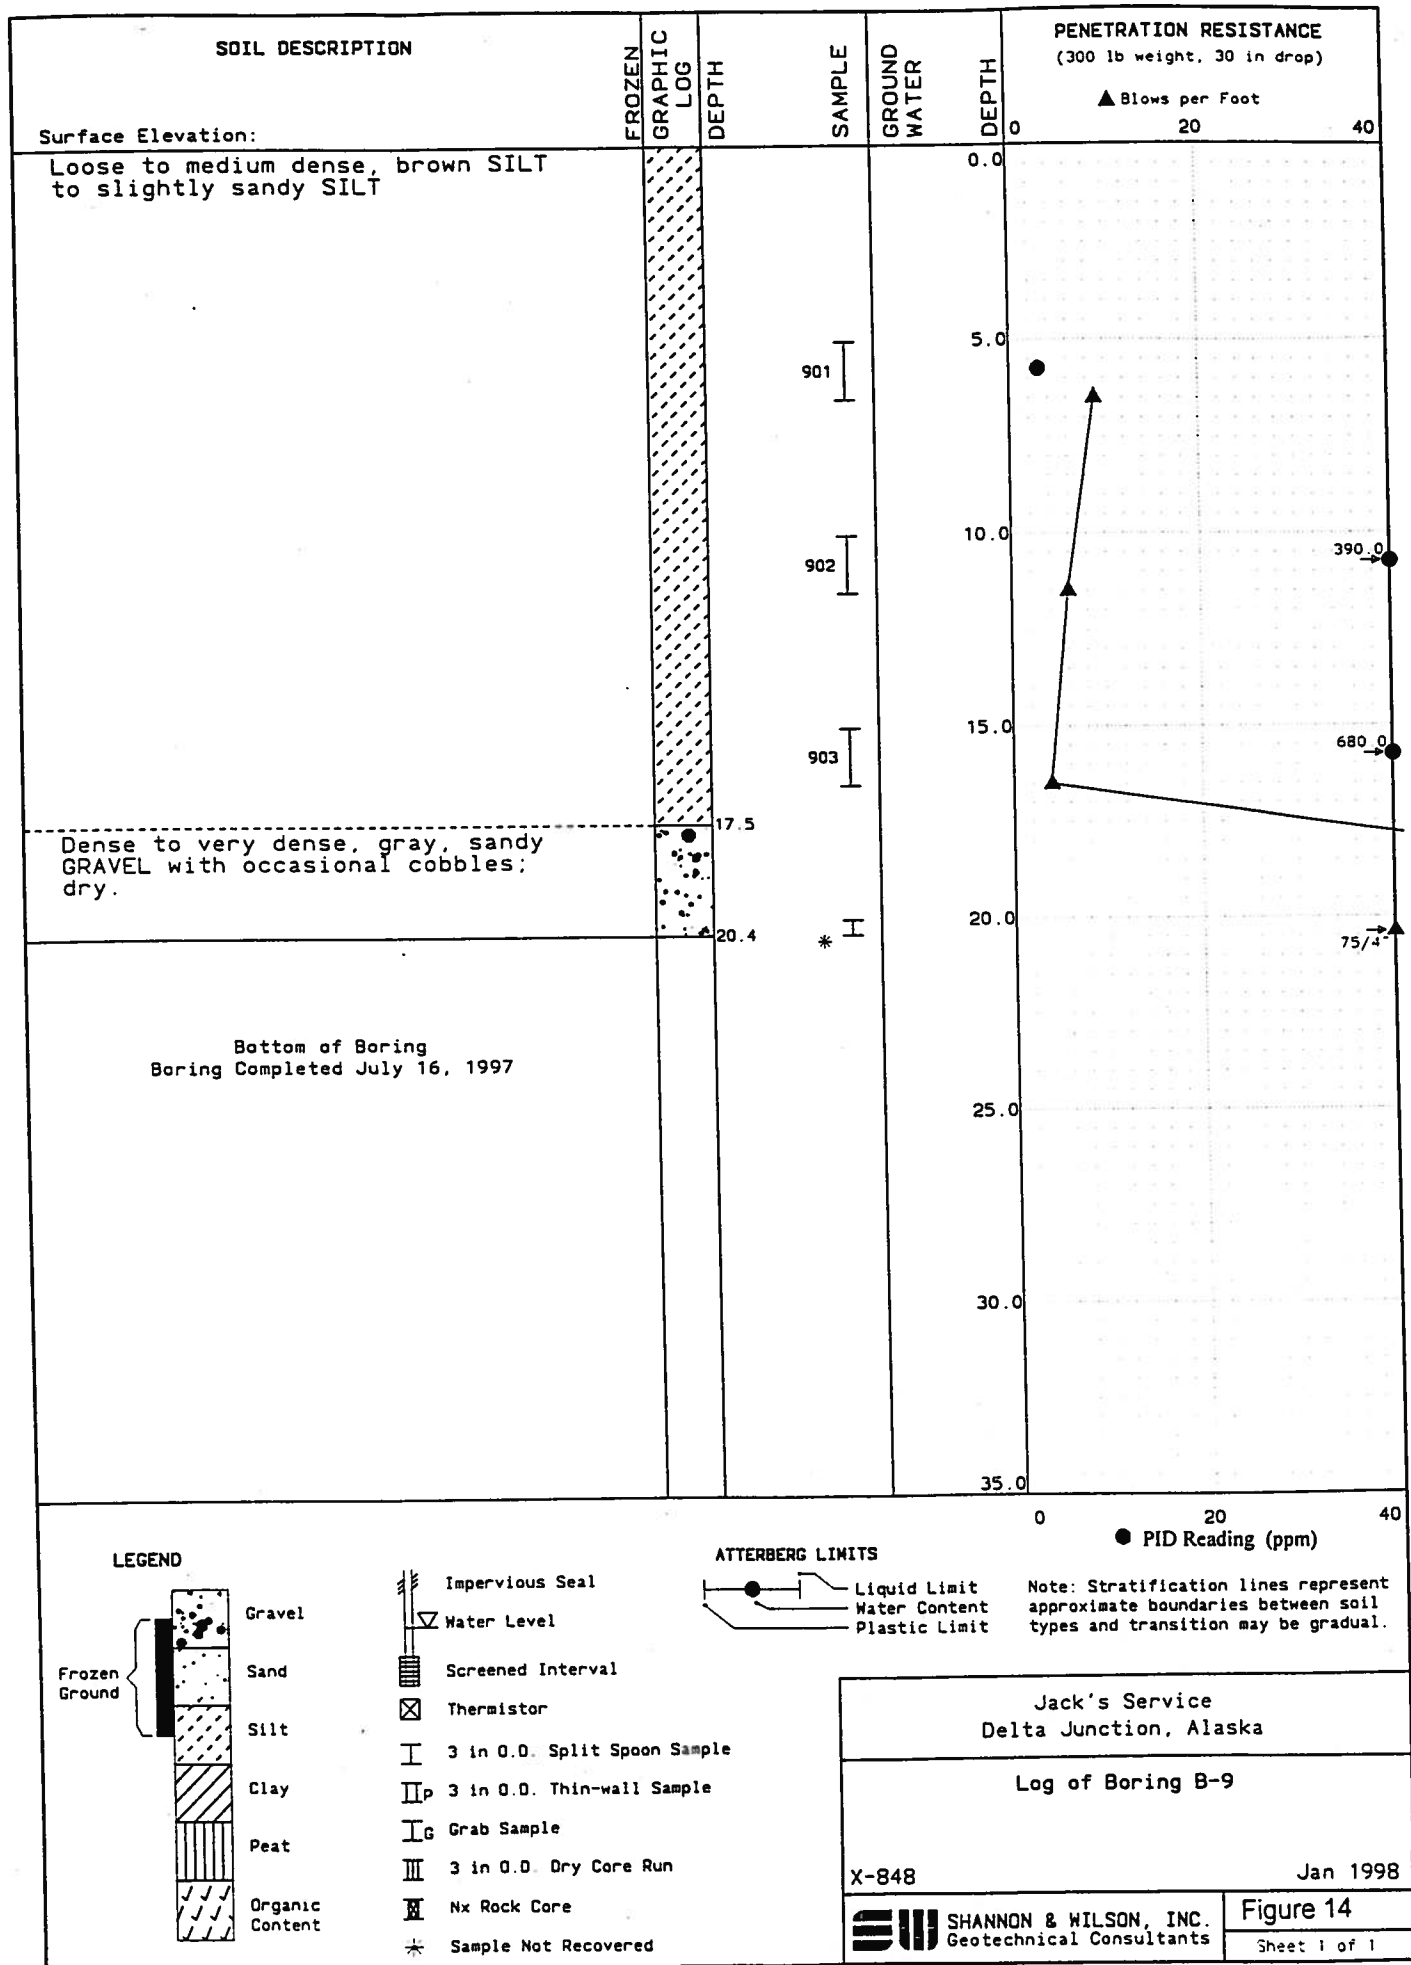 SOIL DESCRIPTION
Surface Elevation:
FROZEN
GRAPHIC
LOG
DEPTH
SAMPLE
GROUND
WATER
DEPTH
PENETRATION RESISTANCE
(300 lb weight, 30 in drop)
▲ Blows per Foot
0 20 40
Loose to medium dense, brown SILT
to slightly sandy SILT
0.0
5.0
901
10.0
390.0
902
15.0
680.0
903
17.5
Dense to very dense, gray, sandy
GRAVEL with occasional cobbles;
dry.
20.0
20.4
75/4"
Bottom of Boring
Boring Completed July 16, 1997
25.0
30.0
35.0
0 20 40
● PID Reading (ppm)
LEGEND
Gravel
Sand
Silt
Clay
Peat
Organic
Content
Frozen
Ground
Impervious Seal
Water Level
Screened Interval
Thermistor
3 in O.D. Split Spoon Sample
P 3 in O.D. Thin-wall Sample
G Grab Sample
3 in O.D. Dry Core Run
Nx Rock Core
Sample Not Recovered
ATTERBERG LIMITS
Liquid Limit
Water Content
Plastic Limit
Note: Stratification lines represent
approximate boundaries between soil
types and transition may be gradual.
Jack's Service
Delta Junction, Alaska
Log of Boring B-9
X-848 Jan 1998
SHANNON & WILSON, INC.
Geotechnical Consultants
Figure 14
Sheet 1 of 1